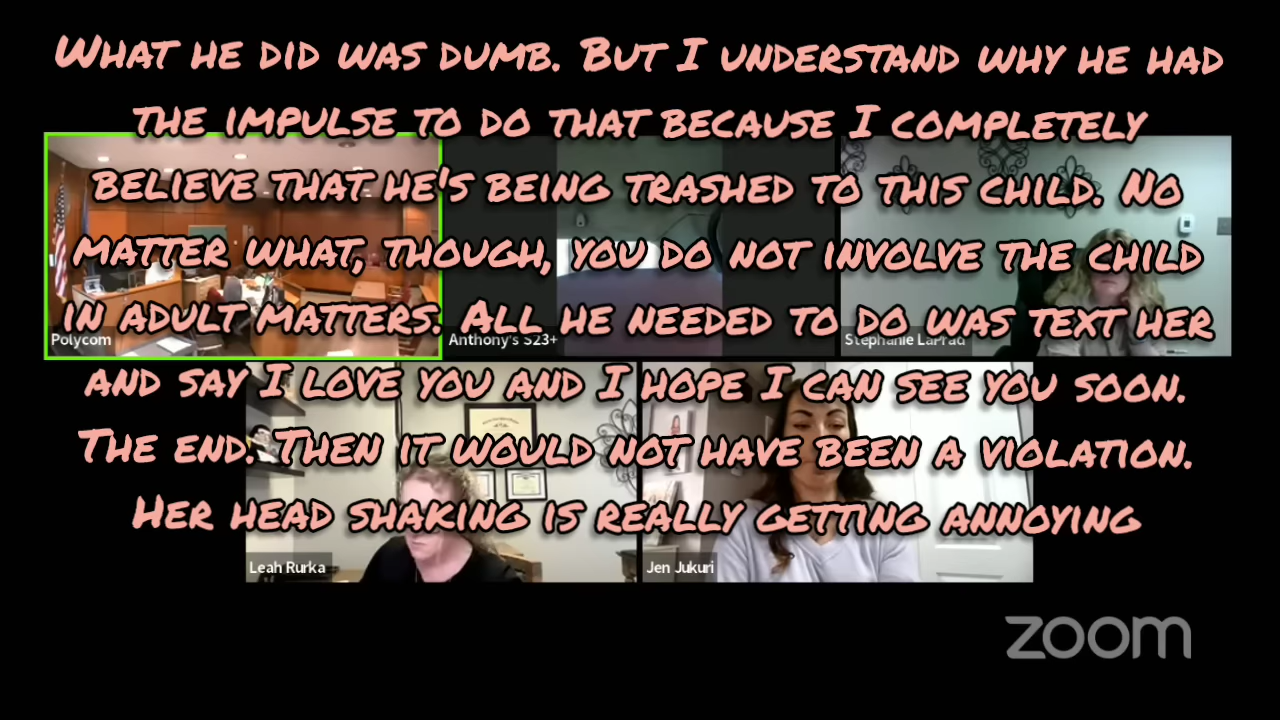 What he did was dumb. But I understand why he had
the impulse to do that because I completely
believe that he's being trashed to this child. No
matter what, though, you do not involve the child
in adult matters. All he needed to do was text her
Polycom
Anthony's S23+
Stephanie LaPrad
and say I love you and I hope I can see you soon.
The end. Then it would not have been a violation.
Her head shaking is really getting annoying
Leah Rurka
Jen Jukuri
zoom